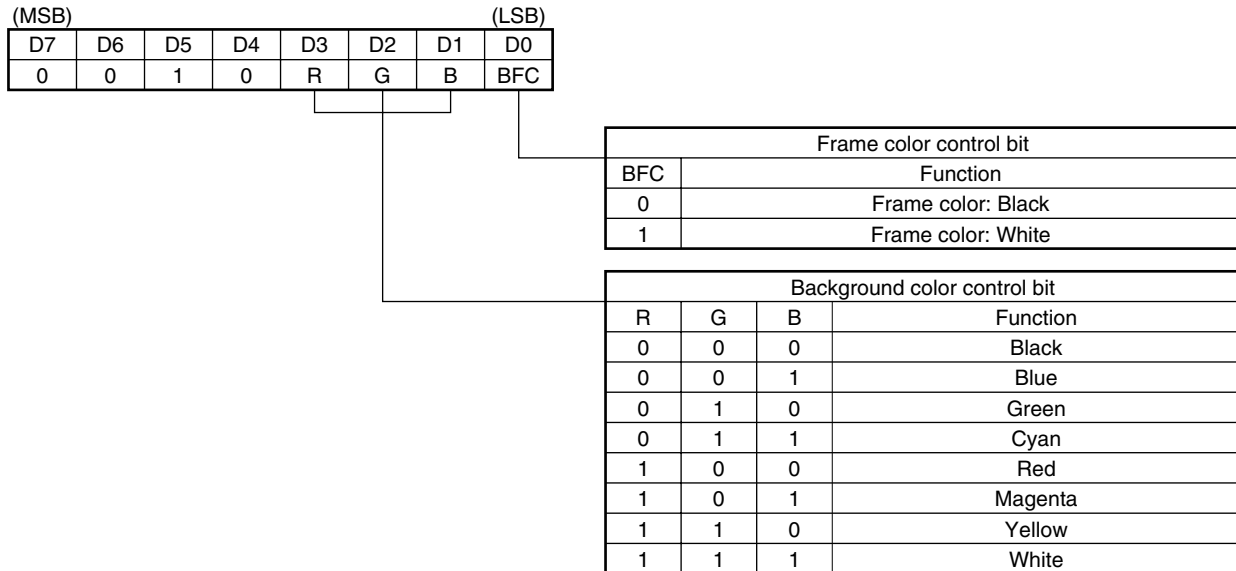 (MSB) (LSB)
D7 D6 D5 D4 D3 D2 D1 D0
0 0 1 0 R G B BFC
Frame color control bit
BFC Function
0 Frame color: Black
1 Frame color: White
Background color control bit
R G B Function
0 0 0 Black
0 0 1 Blue
0 1 0 Green
0 1 1 Cyan
1 0 0 Red
1 0 1 Magenta
1 1 0 Yellow
1 1 1 White